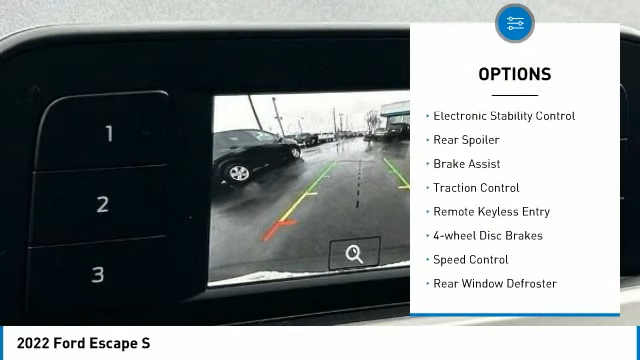 1
2
3
OPTIONS
Electronic Stability Control
Rear Spoiler
Brake Assist
Traction Control
Remote Keyless Entry
4-wheel Disc Brakes
Speed Control
Rear Window Defroster
2022 Ford Escape S